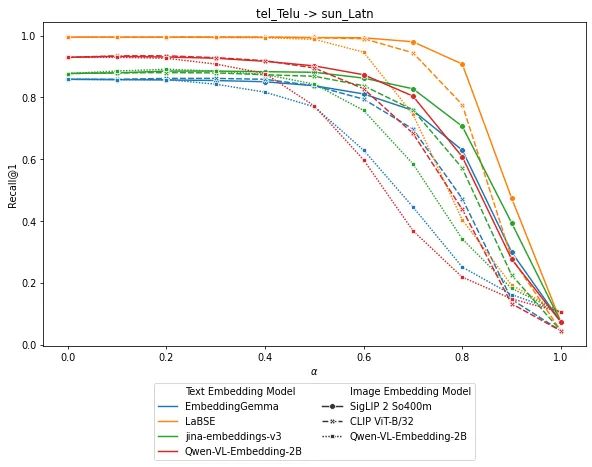 tel_Telu -> sun_Latn
Recall@1
1.0
0.8
0.6
0.4
0.2
0.0
0.0 0.2 0.4 0.6 0.8 1.0
α
Text Embedding Model Image Embedding Model
EmbeddingGemma SigLIP 2 So400m
LaBSE CLIP ViT-B/32
jina-embeddings-v3 Qwen-VL-Embedding-2B
Qwen-VL-Embedding-2B